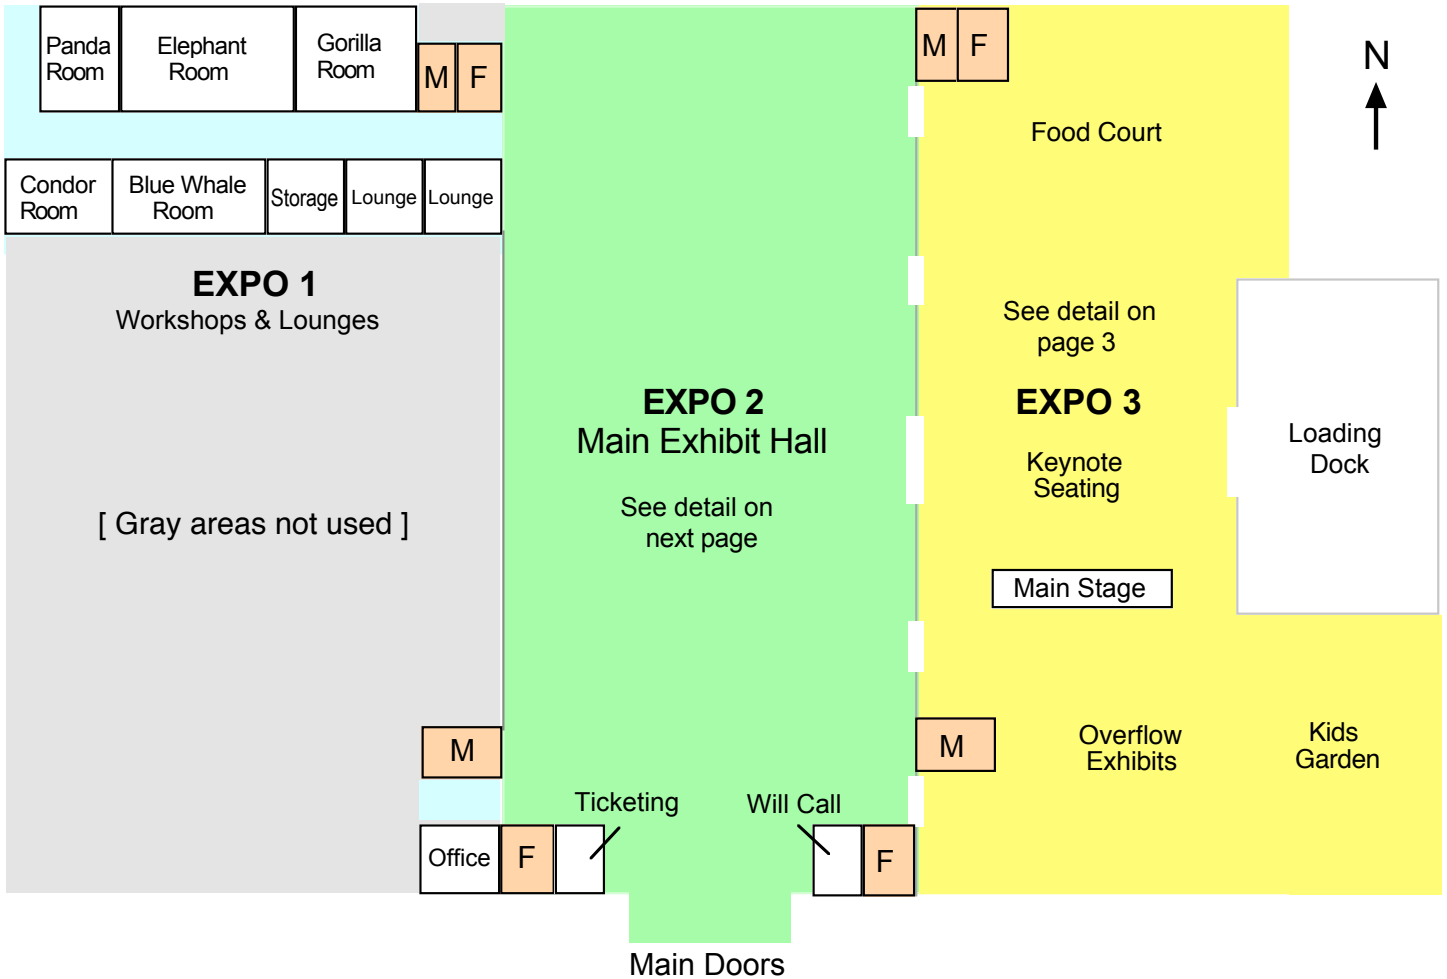 Panda
Room
Elephant
Room
Gorilla
Room
M
F
M
F
N
Food Court
Condor
Room
Blue Whale
Room
Storage
Lounge
Lounge
EXPO 1
Workshops & Lounges
See detail on
page 3
EXPO 2
Main Exhibit Hall
EXPO 3
Loading
Dock
Keynote
Seating
[ Gray areas not used ]
See detail on
next page
Main Stage
M
M
Overflow
Exhibits
Kids
Garden
Ticketing
Will Call
Office
F
F
Main Doors